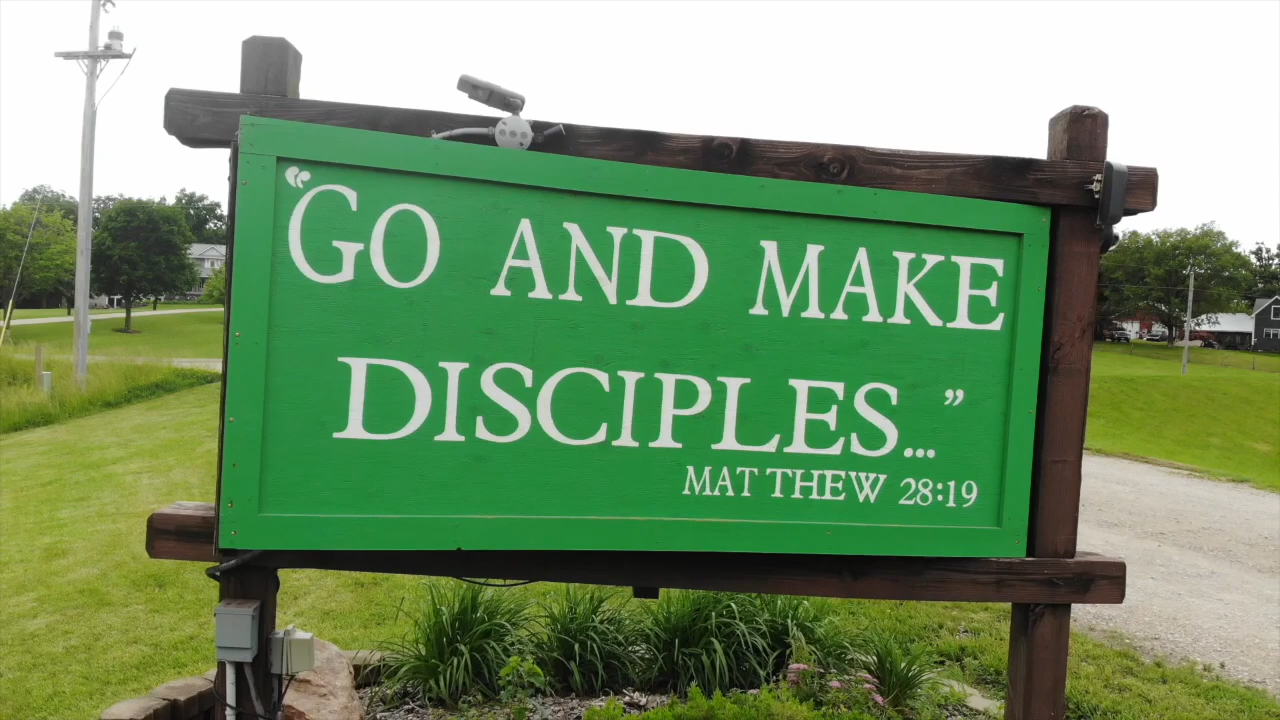 “GO AND MAKE
DISCIPLES...”
MATTHEW 28:19